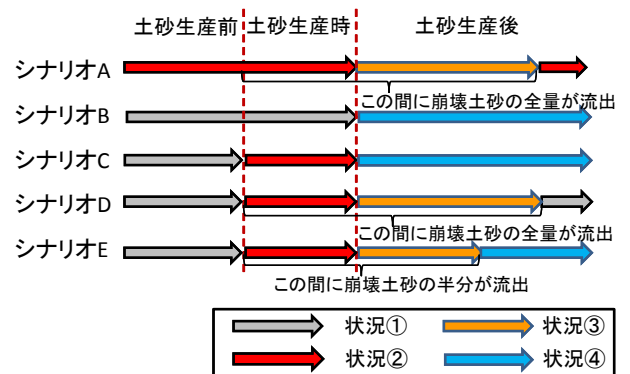 土砂生産前 土砂生産時 土砂生産後
シナリオA
この間に崩壊土砂の全量が流出
シナリオB
シナリオC
シナリオD
この間に崩壊土砂の全量が流出
シナリオE
この間に崩壊土砂の半分が流出
状況① 状況③
状況② 状況④